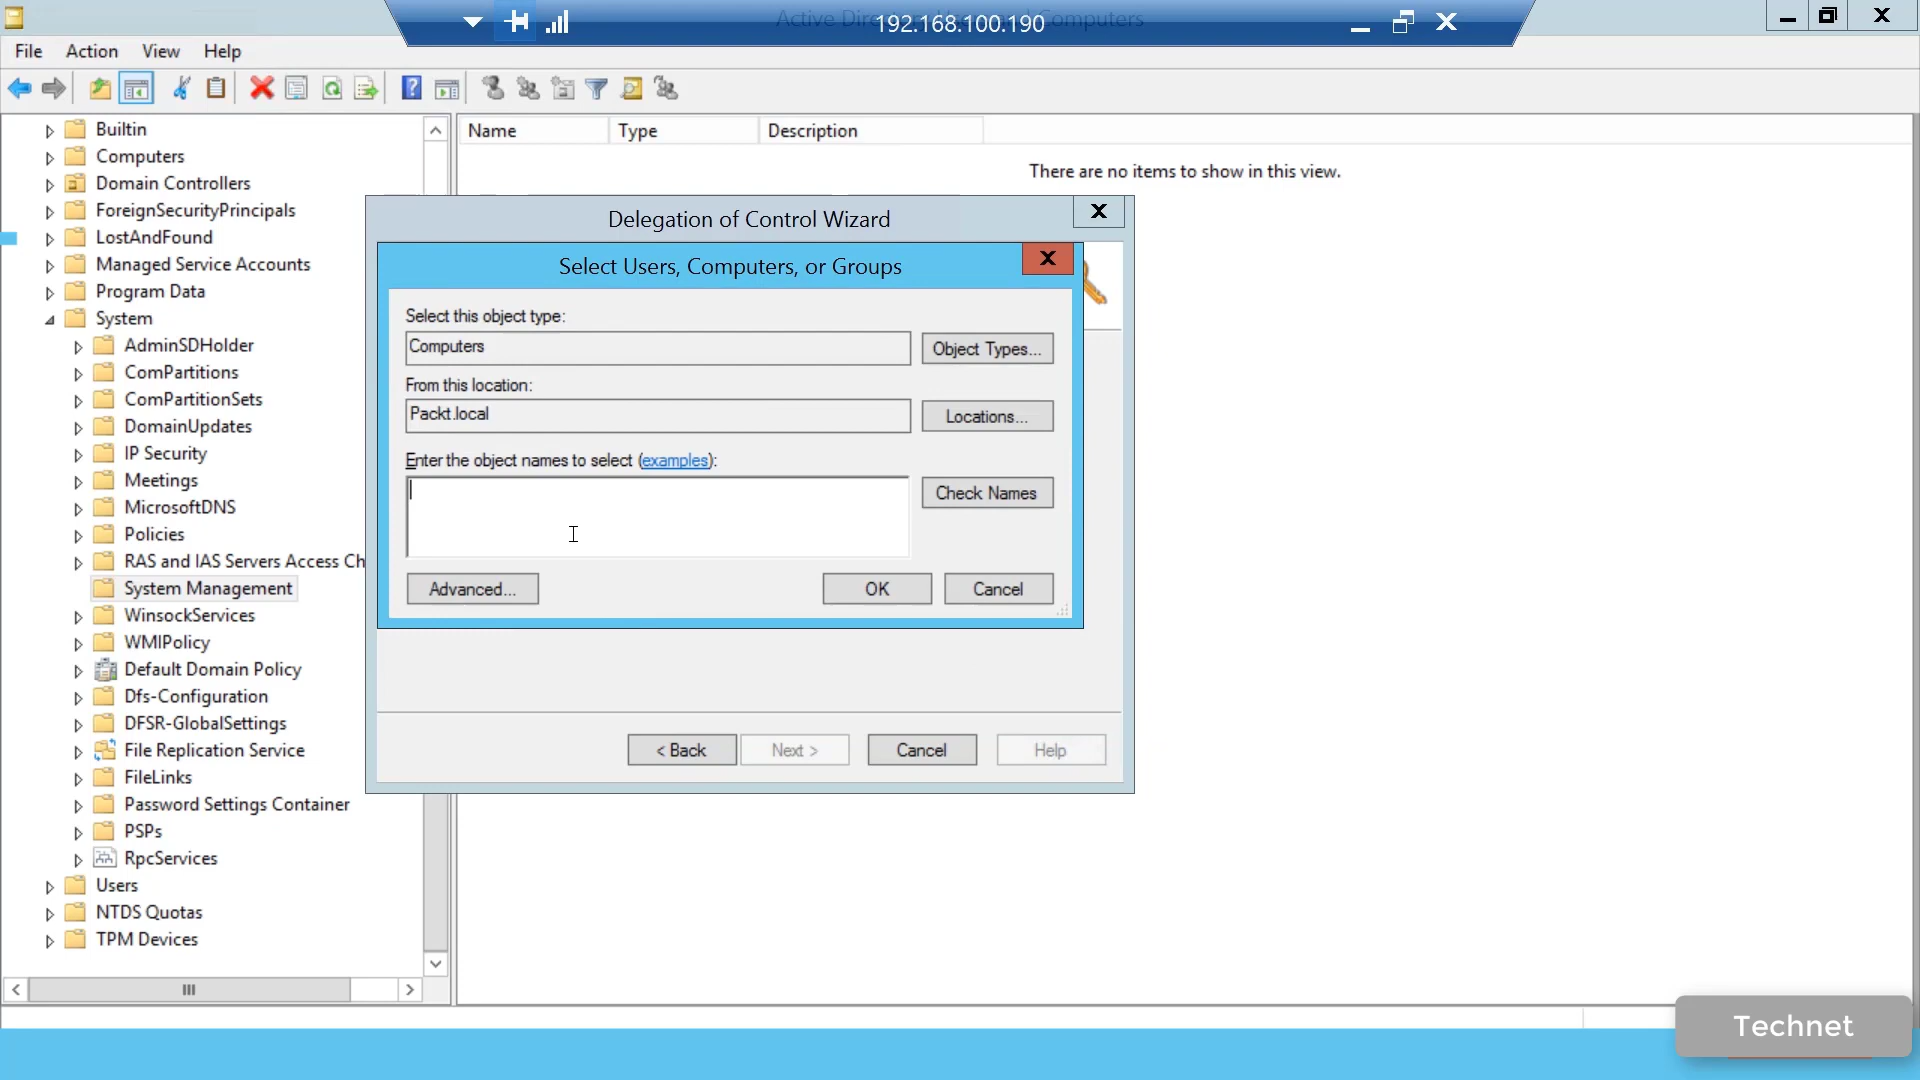 Active Directory Users and Computers
192.168.100.190
File Action View Help
Builtin
Computers
Domain Controllers
ForeignSecurityPrincipals
LostAndFound
Managed Service Accounts
Program Data
System
AdminSDHolder
ComPartitions
ComPartitionSets
DomainUpdates
IP Security
Meetings
MicrosoftDNS
Policies
RAS and IAS Servers Access Ch
System Management
WinsockServices
WMIPolicy
Default Domain Policy
Dfs-Configuration
DFSR-GlobalSettings
File Replication Service
FileLinks
Password Settings Container
PSPs
RpcServices
Users
NTDS Quotas
TPM Devices
Name Type Description
There are no items to show in this view.
Delegation of Control Wizard
Select Users, Computers, or Groups
Select this object type:
Computers Object Types...
From this location:
Packt.local Locations...
Enter the object names to select (examples):
Check Names
Advanced... OK Cancel
< Back Next > Cancel Help
Technet